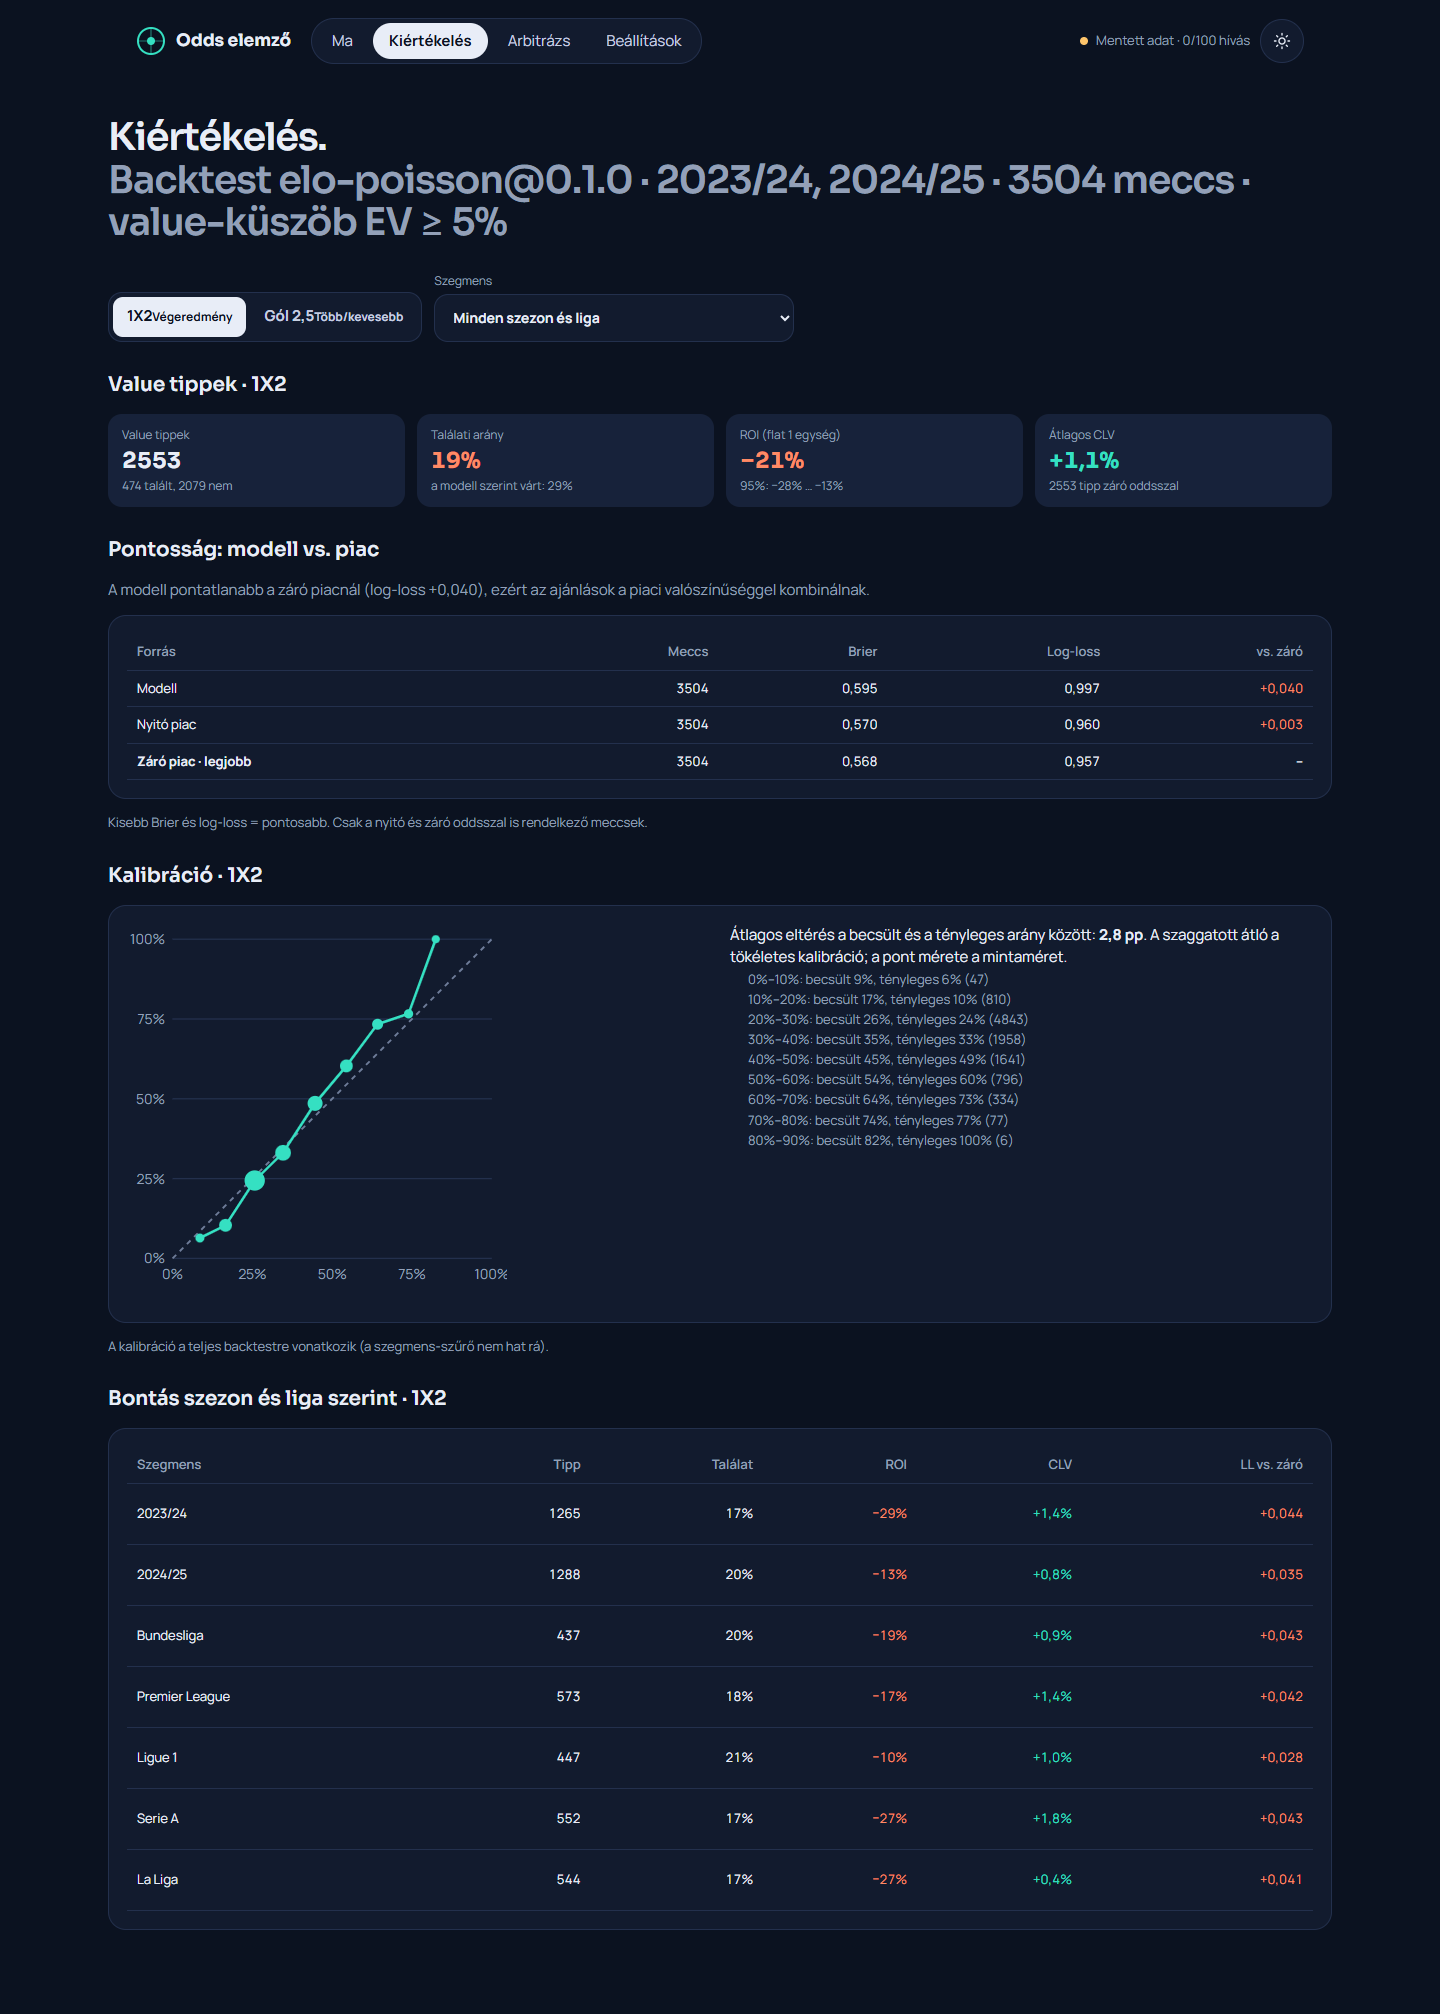 Odds elemző
Ma
Kiértékelés
Arbitrázs
Beállítások
Mentett adat · 0/100 hívás
Kiértékelés.
Backtest elo-poisson@0.1.0 · 2023/24, 2024/25 · 3504 meccs ·
value-küszöb EV ≥ 5%
1X2Végeredmény
Gól 2,5Több/kevesebb
Szegmens
Minden szezon és liga
Value tippek · 1X2
Value tippek
2553
474 talált, 2079 nem
Találati arány
19%
a modell szerint várt: 29%
ROI (flat 1 egység)
−21%
95%: −28% … −13%
Átlagos CLV
+1,1%
2553 tipp záró oddsszal
Pontosság: modell vs. piac
A modell pontatlanabb a záró piacnál (log-loss +0,040), ezért az ajánlások a piaci valószínűséggel kombinálnak.
Forrás Meccs Brier Log-loss vs. záró
Modell 3504 0,595 0,997 +0,040
Nyitó piac 3504 0,570 0,960 +0,003
Záró piac · legjobb 3504 0,568 0,957 –
Kisebb Brier és log-loss = pontosabb. Csak a nyitó és záró oddsszal is rendelkező meccsek.
Kalibráció · 1X2
100%
75%
50%
25%
0%
0% 25% 50% 75% 100%
Átlagos eltérés a becsült és a tényleges arány között: 2,8 pp. A szaggatott átló a
tökéletes kalibráció; a pont mérete a mintaméret.
0%–10%: becsült 9%, tényleges 6% (47)
10%–20%: becsült 17%, tényleges 10% (810)
20%–30%: becsült 26%, tényleges 24% (4843)
30%–40%: becsült 35%, tényleges 33% (1958)
40%–50%: becsült 45%, tényleges 49% (1641)
50%–60%: becsült 54%, tényleges 60% (796)
60%–70%: becsült 64%, tényleges 73% (334)
70%–80%: becsült 74%, tényleges 77% (77)
80%–90%: becsült 82%, tényleges 100% (6)
A kalibráció a teljes backtestre vonatkozik (a szegmens-szűrő nem hat rá).
Bontás szezon és liga szerint · 1X2
Szegmens Tipp Találat ROI CLV LL vs. záró
2023/24 1265 17% −29% +1,4% +0,044
2024/25 1288 20% −13% +0,8% +0,035
Bundesliga 437 20% −19% +0,9% +0,043
Premier League 573 18% −17% +1,4% +0,042
Ligue 1 447 21% −10% +1,0% +0,028
Serie A 552 17% −27% +1,8% +0,043
La Liga 544 17% −27% +0,4% +0,041